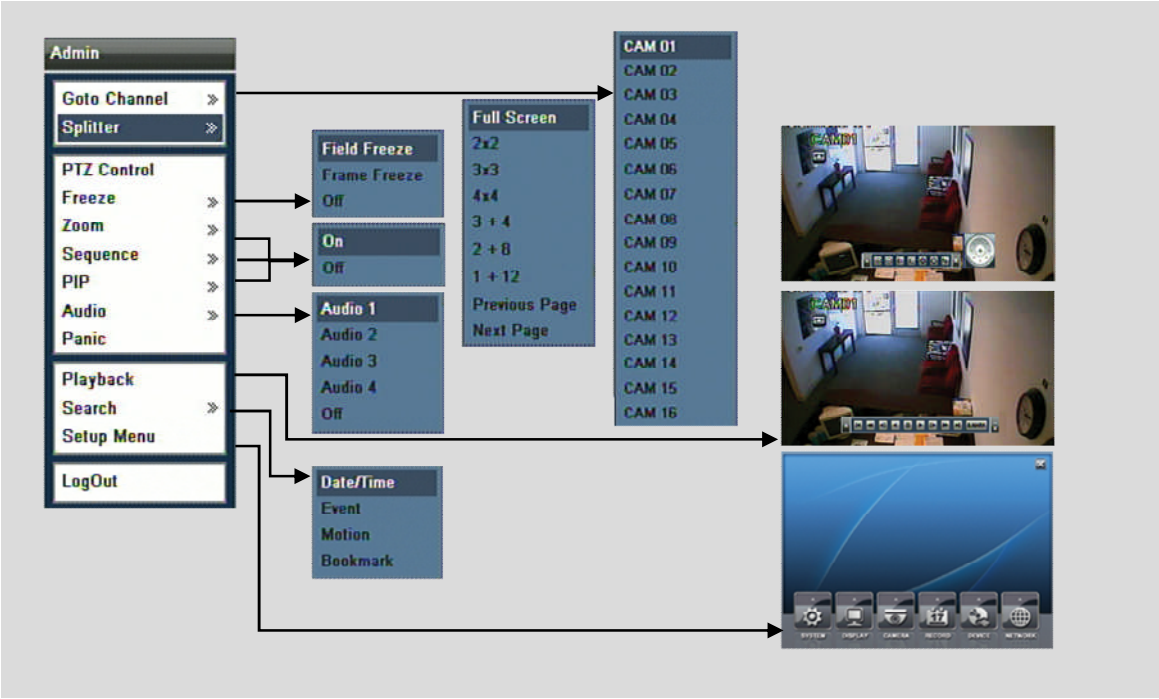 Admin
Goto Channel »
Splitter »
PTZ Control
Freeze »
Zoom »
Sequence »
PIP »
Audio »
Panic
Playback
Search »
Setup Menu
LogOut
Field Freeze
Frame Freeze
Off
On
Off
Audio 1
Audio 2
Audio 3
Audio 4
Off
Date/Time
Event
Motion
Bookmark
Full Screen
2x2
3x3
4x4
3 + 4
2 + 8
1 + 12
Previous Page
Next Page
CAM 01
CAM 02
CAM 03
CAM 04
CAM 05
CAM 06
CAM 07
CAM 08
CAM 09
CAM 10
CAM 11
CAM 12
CAM 13
CAM 14
CAM 15
CAM 16
CAM01
CAM01
17
SYSTEM
DISPLAY
CAMERA
RECORD
DEVICE
NETWORK